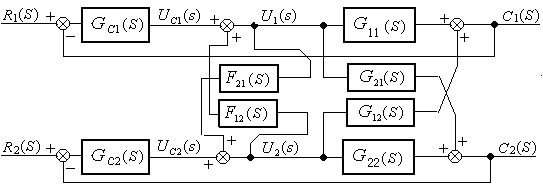 R1(S) + − GC1(S) UC1(s) + + U1(s) G11(S) + + C1(S)
F21(S) G21(S)
F12(S) G12(S)
R2(S) + − GC2(S) UC2(s) + + U2(s) G22(S) + + C2(S)